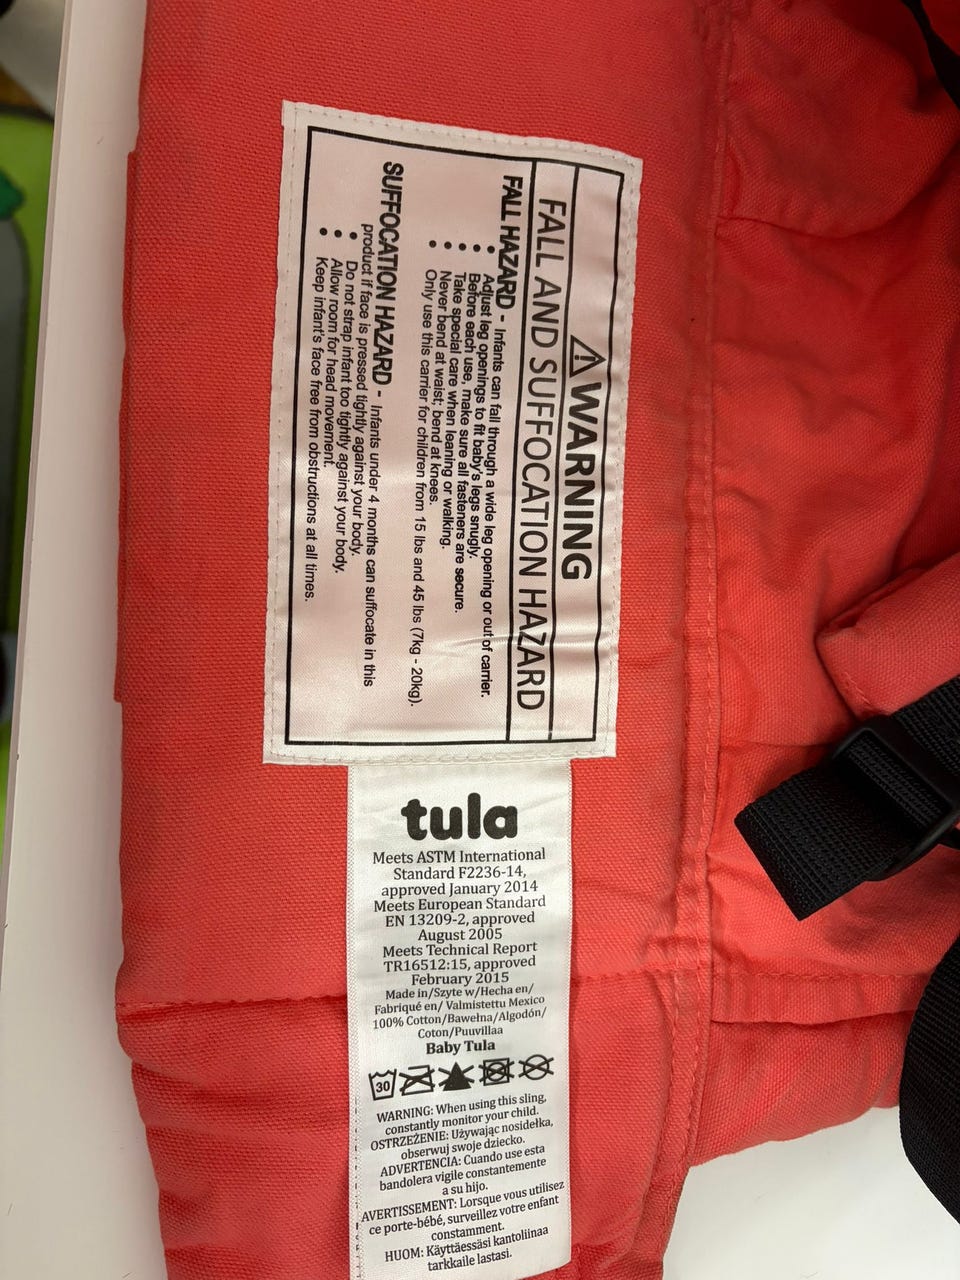 ⚠WARNING
FALL AND SUFFOCATION HAZARD
FALL HAZARD - Infants can fall through a wide leg opening or out of carrier.
• Adjust leg openings to fit baby's legs snugly.
• Before each use, make sure all fasteners are secure.
• Take special care when leaning or walking.
• Never bend at waist; bend at knees.
• Only use this carrier for children from 15 lbs and 45 lbs (7kg - 20kg).
SUFFOCATION HAZARD - Infants under 4 months can suffocate in this
product if face is pressed tightly against your body.
• Do not strap infant too tightly against your body.
• Allow room for head movement.
• Keep infant's face free from obstructions at all times.
tula
Meets ASTM International
Standard F2236-14,
approved January 2014
Meets European Standard
EN 13209-2, approved
August 2005
Meets Technical Report
TR16512:15, approved
February 2015
Made in/Szyte w/Hecha en/
Fabriqué en/ Valmistettu Mexico
100% Cotton/Bawełna/Algodón/
Coton/Puuvillaa
Baby Tula
30
WARNING: When using this sling,
constantly monitor your child.
OSTRZEŻENIE: Używając nosidełka,
obserwuj swoje dziecko.
ADVERTENCIA: Cuando use esta
bandolera vigile constantemente
a su hijo.
AVERTISSEMENT: Lorsque vous utilisez
ce porte-bébé, surveillez votre enfant
constamment.
HUOM: Käyttäessäsi kantoliinaa
tarkkaile lastasi.